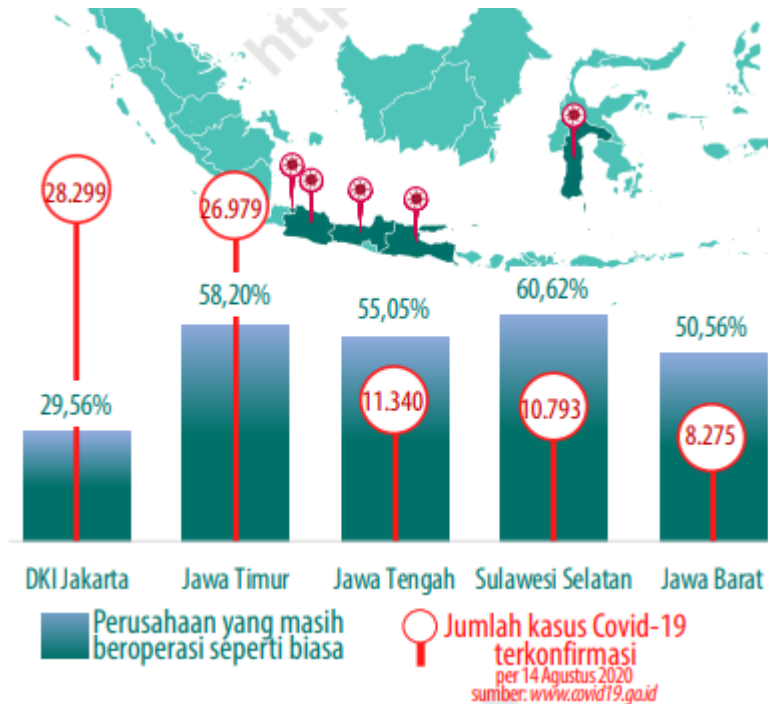 http
28.299
26.979
58,20%
55,05%
60,62%
50,56%
29,56%
11.340
10.793
8.275
DKI Jakarta
Jawa Timur
Jawa Tengah
Sulawesi Selatan
Jawa Barat
Perusahaan yang masih
beroperasi seperti biasa
Jumlah kasus Covid-19
terkonfirmasi
per 14 Agustus 2020
sumber: www.covid19.go.id